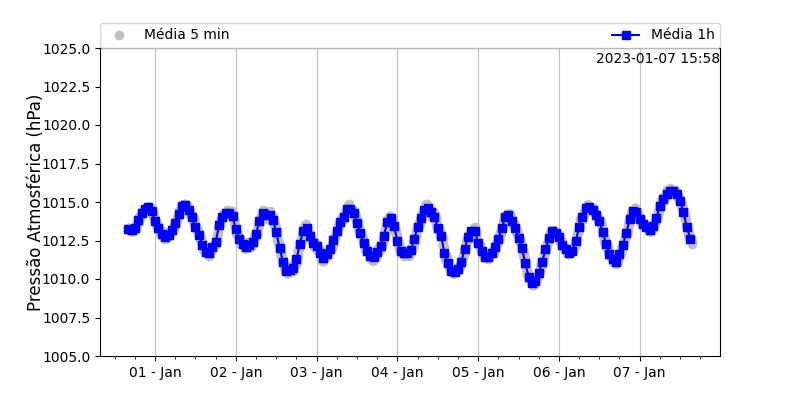 Média 5 min
Média 1h
2023-01-07 15:58
Pressão Atmosférica (hPa)
1025.0
1022.5
1020.0
1017.5
1015.0
1012.5
1010.0
1007.5
1005.0
01 - Jan
02 - Jan
03 - Jan
04 - Jan
05 - Jan
06 - Jan
07 - Jan